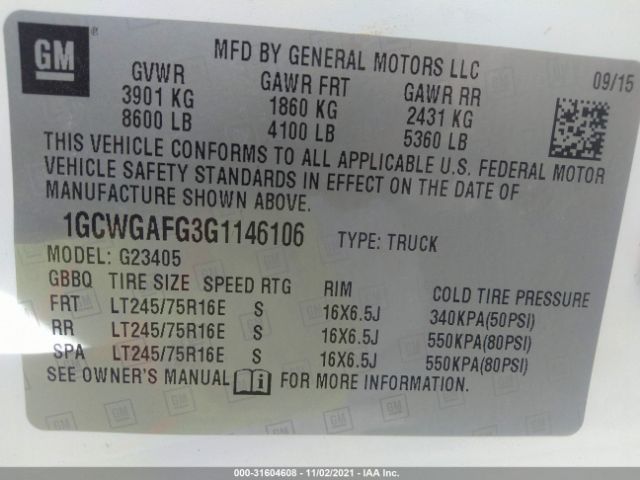 GM
MFD BY GENERAL MOTORS LLC
09/15
GVWR GAWR FRT GAWR RR
3901 KG 1860 KG 2431 KG
8600 LB 4100 LB 5360 LB
THIS VEHICLE CONFORMS TO ALL APPLICABLE U.S. FEDERAL MOTOR
VEHICLE SAFETY STANDARDS IN EFFECT ON THE DATE OF
MANUFACTURE SHOWN ABOVE.
1GCWGAFG3G1146106 TYPE: TRUCK
MODEL: G23405
GBBQ TIRE SIZE SPEED RTG RIM COLD TIRE PRESSURE
FRT LT245/75R16E S 16X6.5J 340KPA(50PSI)
RR LT245/75R16E S 16X6.5J 550KPA(80PSI)
SPA LT245/75R16E S 16X6.5J 550KPA(80PSI)
SEE OWNER'S MANUAL FOR MORE INFORMATION.
000-31604608 - 11/02/2021 - IAA Inc.